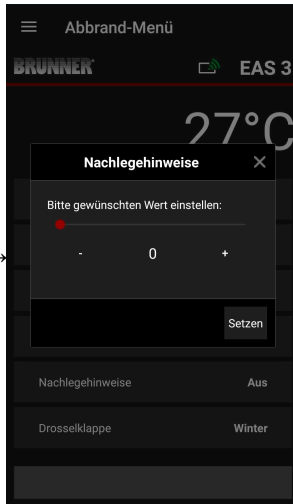 Abbrand-Menü
BRUNNER
EAS 3
27°C
Nachlegehinweise
Bitte gewünschten Wert einstellen:
- 0 +
Setzen
Nachlegehinweise Aus
Drosselklappe Winter